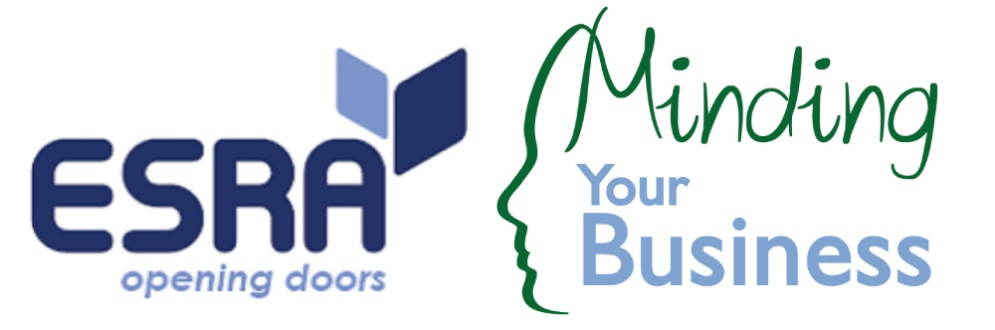 ESRA
opening doors
Minding
Your
Business